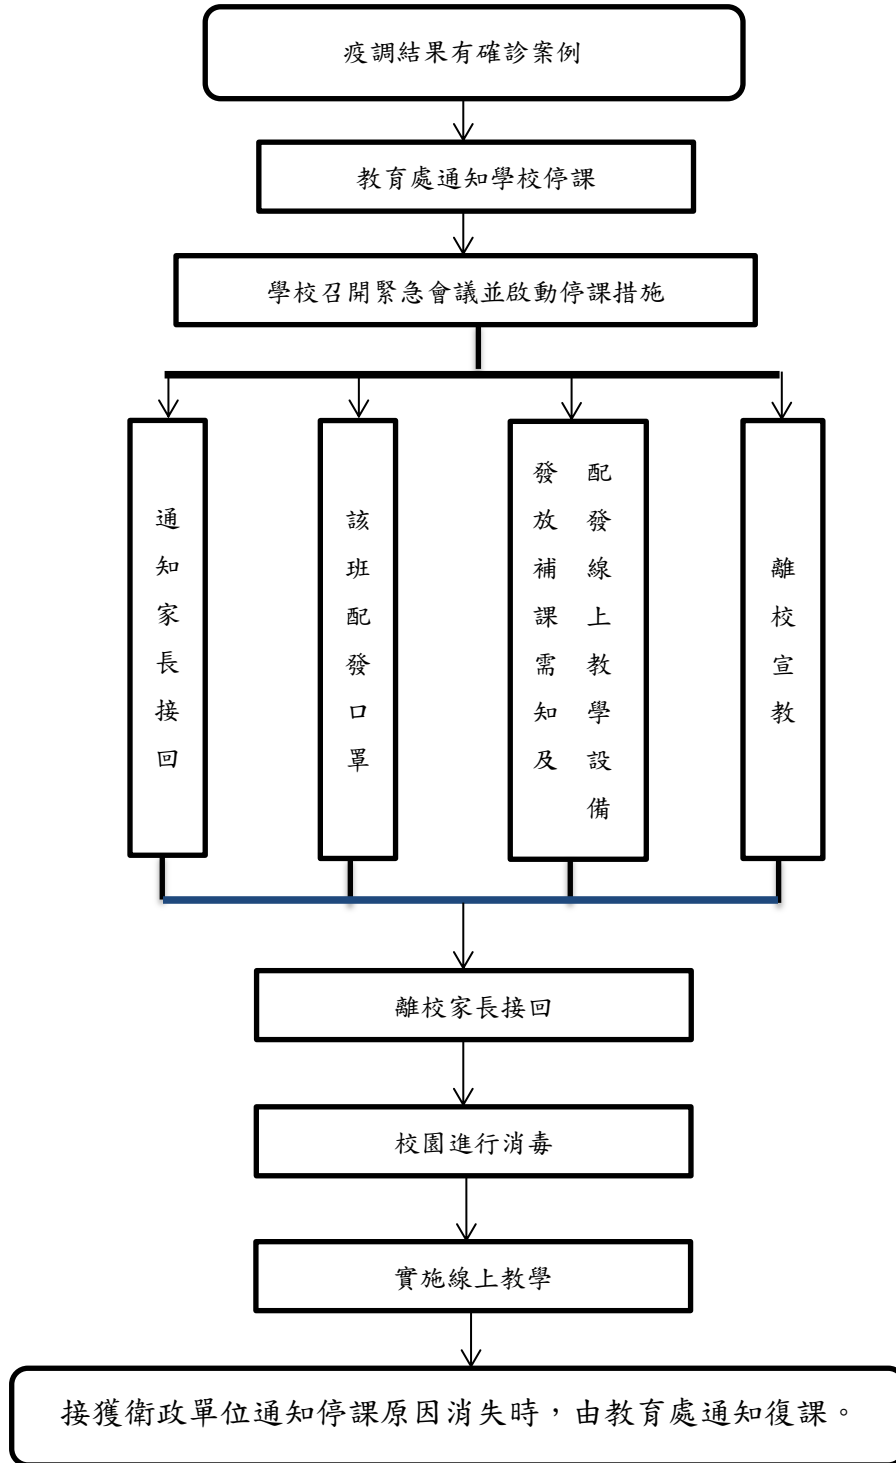 疫調結果有確診案例
教育處通知學校停課
學校召開緊急會議並啟動停課措施
通知家長接回
該班配發口罩
發放補課需知及
配發線上教學設備
離校宣教
離校家長接回
校園進行消毒
實施線上教學
接獲衛政單位通知停課原因消失時，由教育處通知復課。